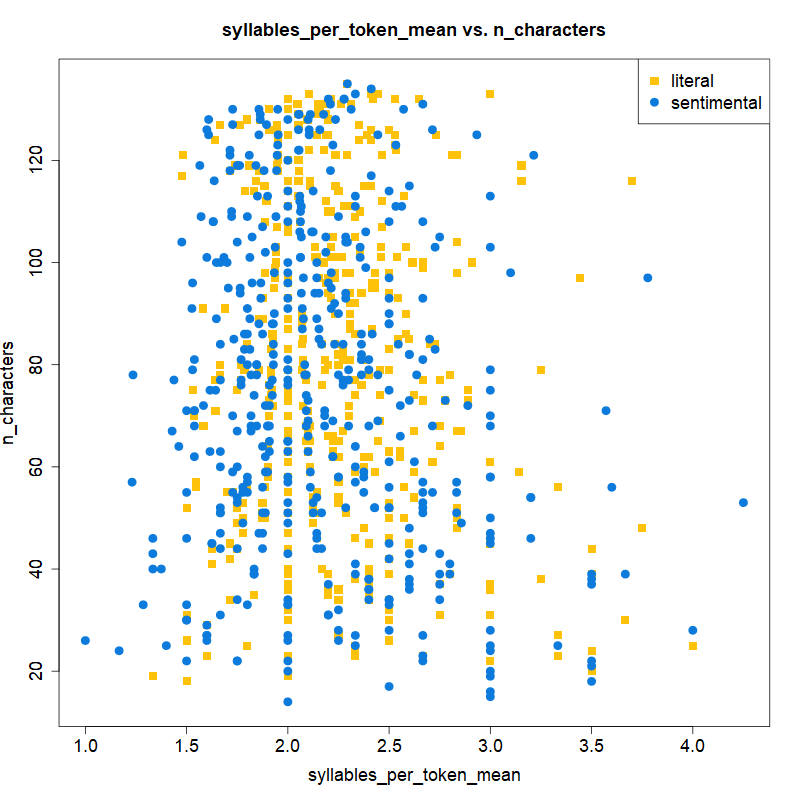 syllables_per_token_mean vs. n_characters
literal
sentimental
n_characters
120
100
80
60
40
20
1.0 1.5 2.0 2.5 3.0 3.5 4.0
syllables_per_token_mean